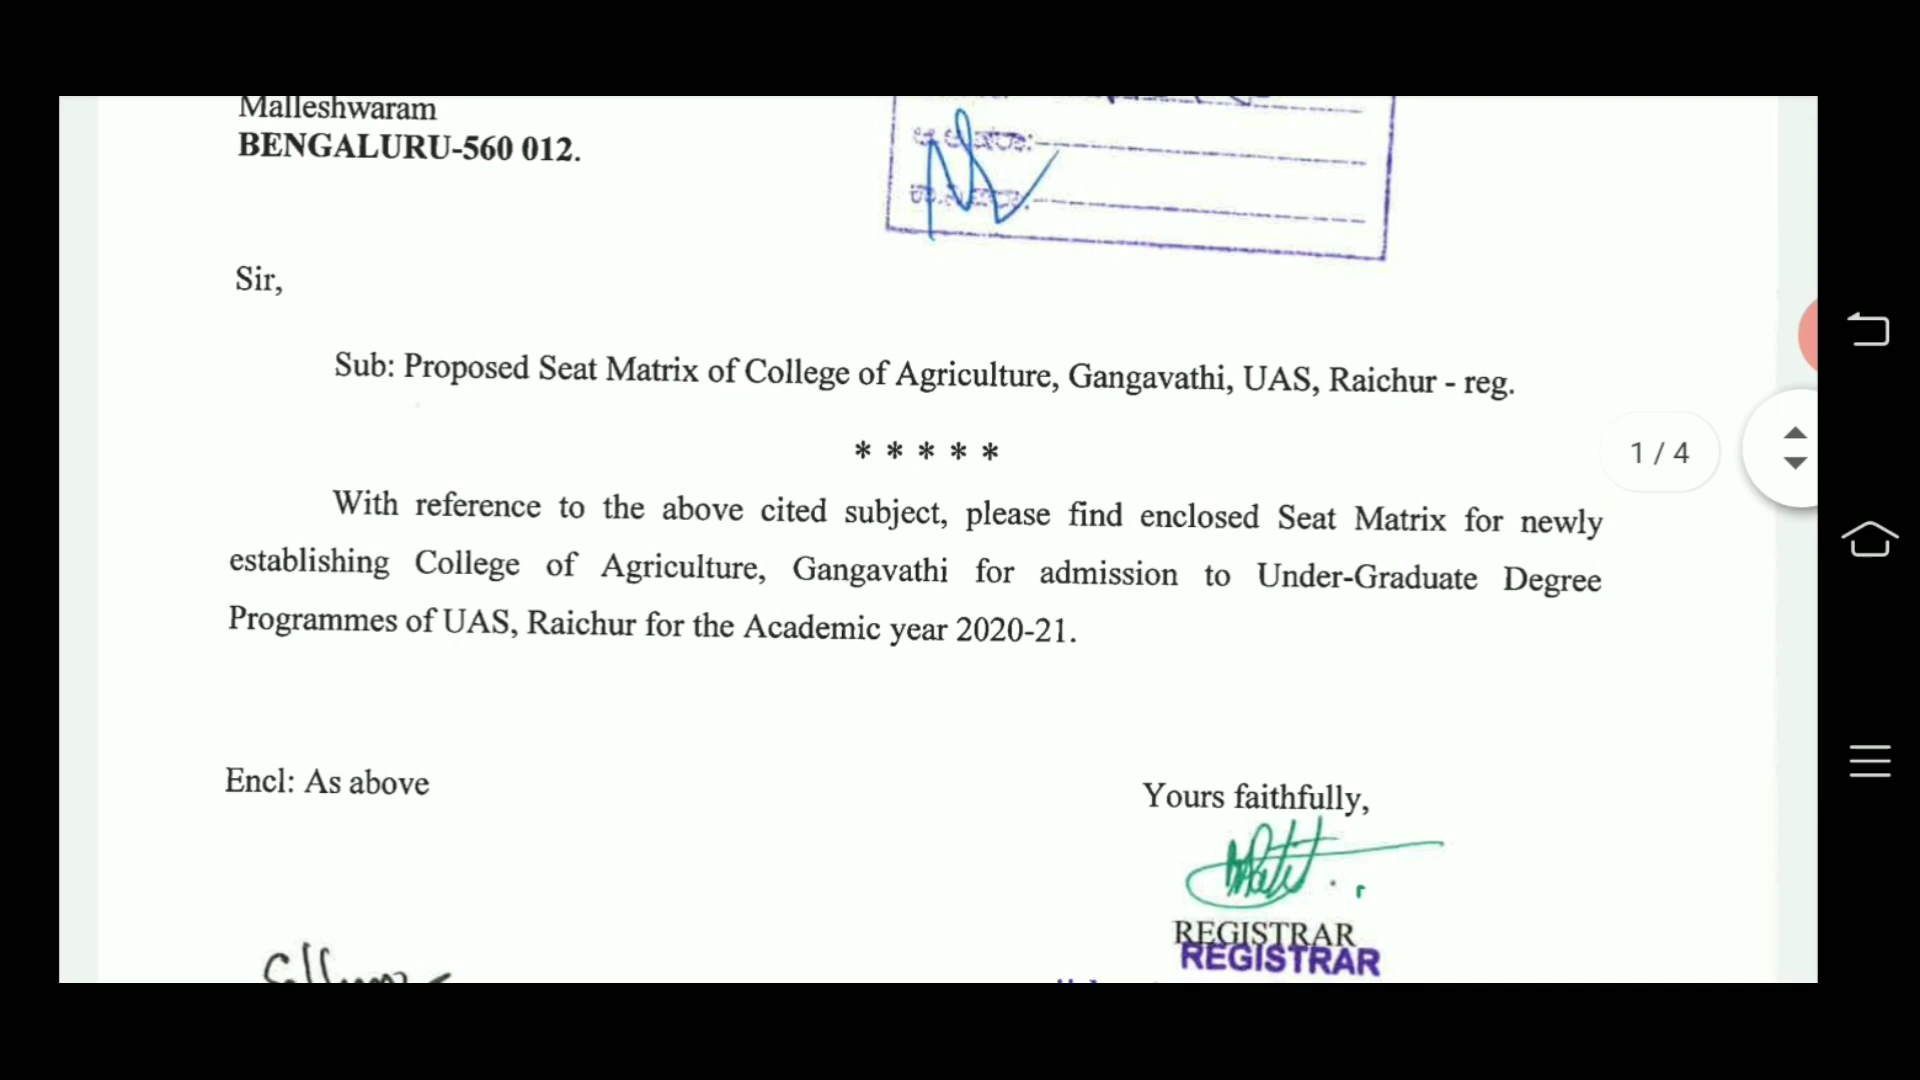 Malleshwaram
BENGALURU-560 012.
Sir,
Sub: Proposed Seat Matrix of College of Agriculture, Gangavathi, UAS, Raichur - reg.
* * * * *
1 / 4
With reference to the above cited subject, please find enclosed Seat Matrix for newly
establishing College of Agriculture, Gangavathi for admission to Under-Graduate Degree
Programmes of UAS, Raichur for the Academic year 2020-21.
Encl: As above
Yours faithfully,
REGISTRAR
REGISTRAR